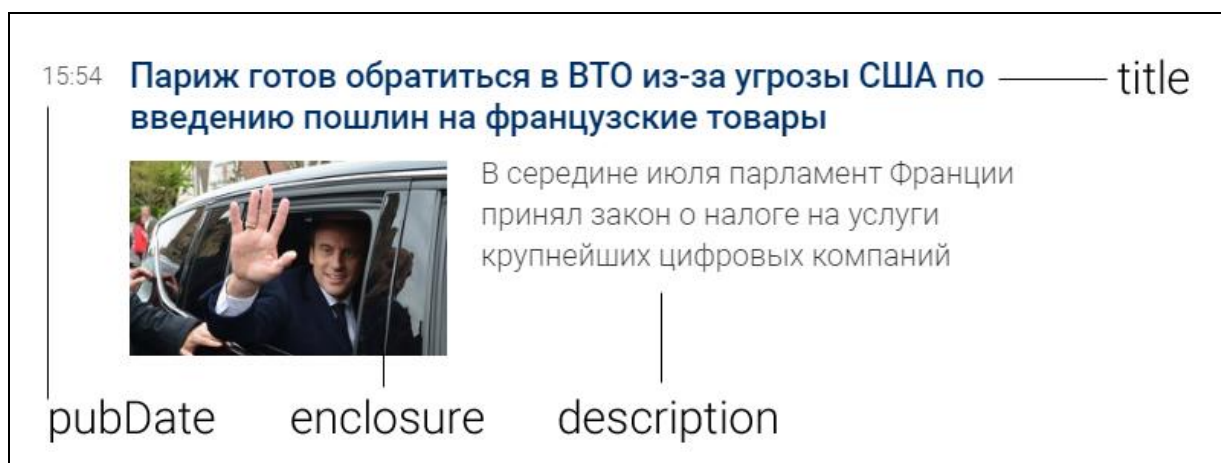 15:54 Париж готов обратиться в ВТО из-за угрозы США по title
введению пошлин на французские товары
В середине июля парламент Франции
принял закон о налоге на услуги
крупнейших цифровых компаний
pubDate enclosure description